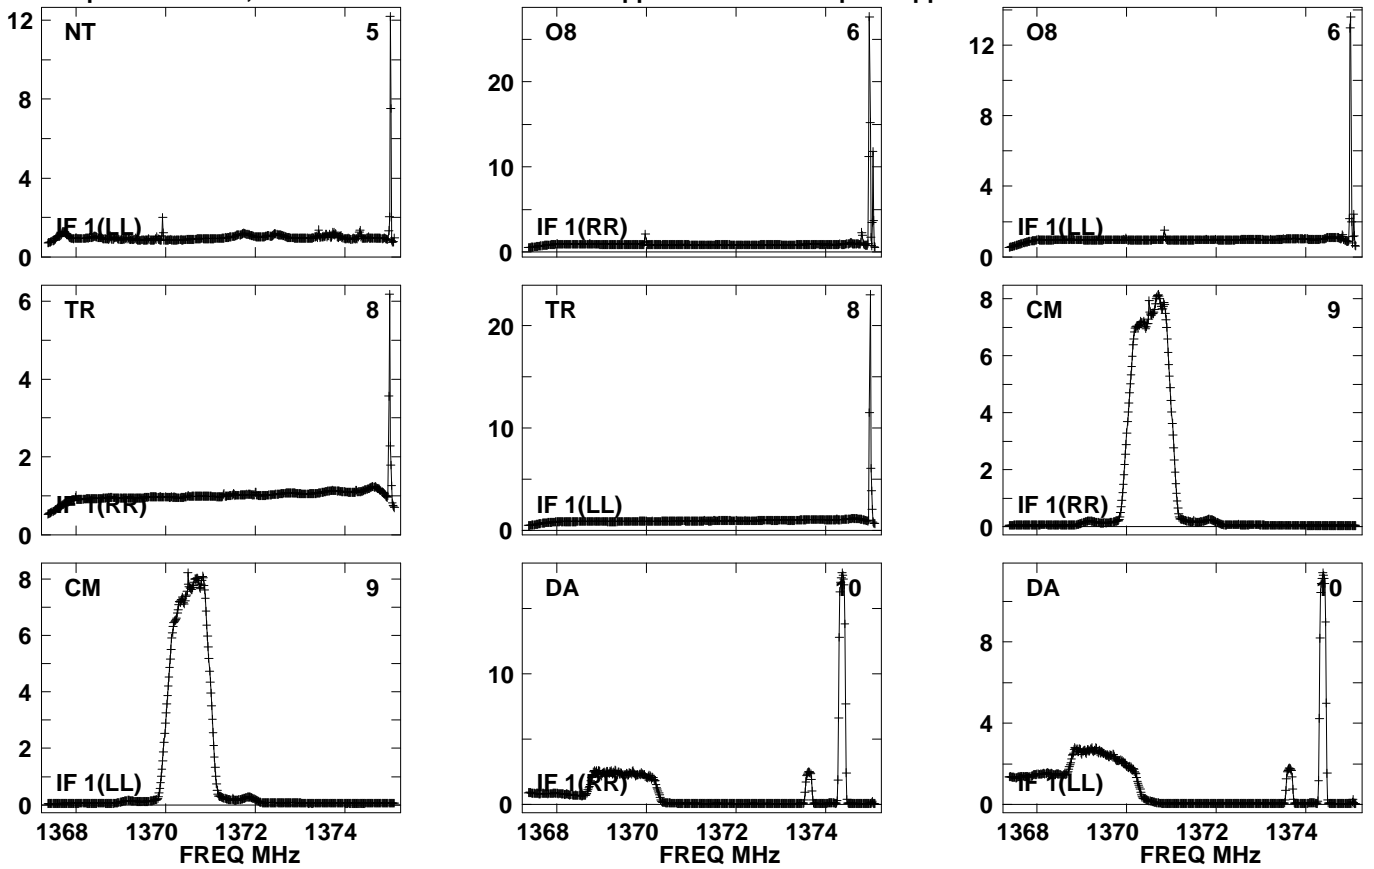 NT 5
12
8
4
0
IF 1(LL)
O8 6
20
10
0
IF 1(RR)
O8 6
12
8
4
0
IF 1(LL)
TR 8
6
4
2
0
IF 1(RR)
TR 8
20
10
0
IF 1(LL)
CM 9
8
6
4
2
0
IF 1(RR)
CM 9
8
6
4
2
0
IF 1(LL)
1368 1370 1372 1374
FREQ MHz
DA 10
10
0
IF 1(RR)
1368 1370 1372 1374
FREQ MHz
DA 10
8
4
0
IF 1(LL)
1368 1370 1372 1374
FREQ MHz